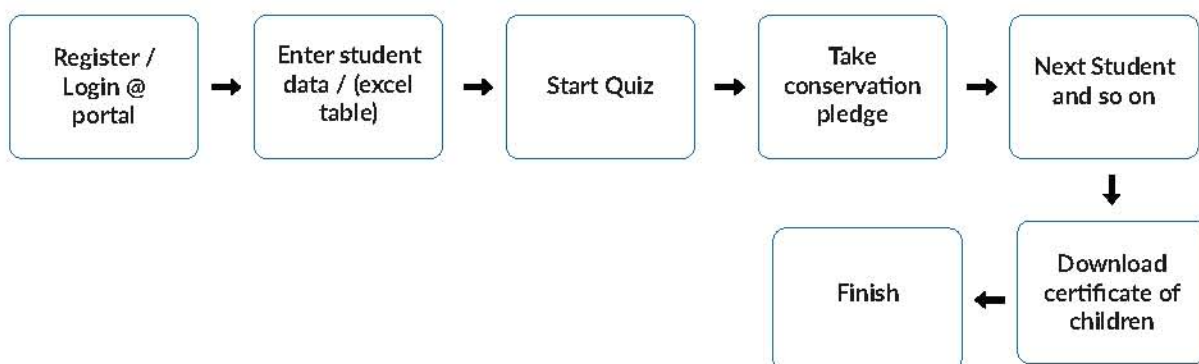 Register /
Login @
portal
Enter student
data / (excel
table)
Start Quiz
Take
conservation
pledge
Next Student
and so on
Download
certificate of
children
Finish